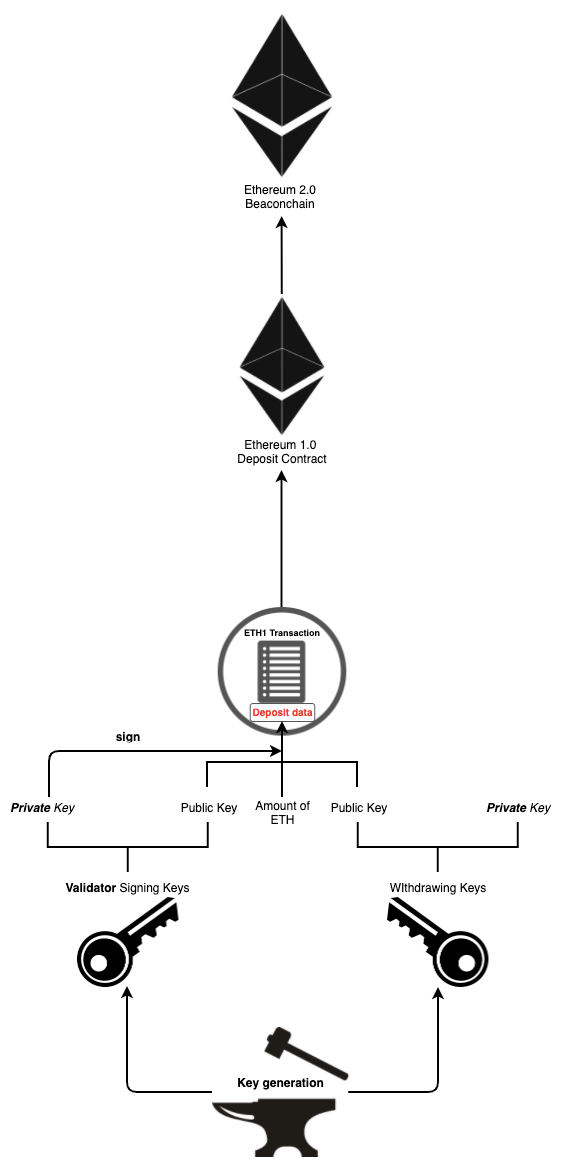 Ethereum 2.0
Beaconchain
Ethereum 1.0
Deposit Contract
ETH1 Transaction
Deposit data
sign
Private Key
Public Key
Amount of
ETH
Public Key
Private Key
Validator Signing Keys
WIthdrawing Keys
Key generation